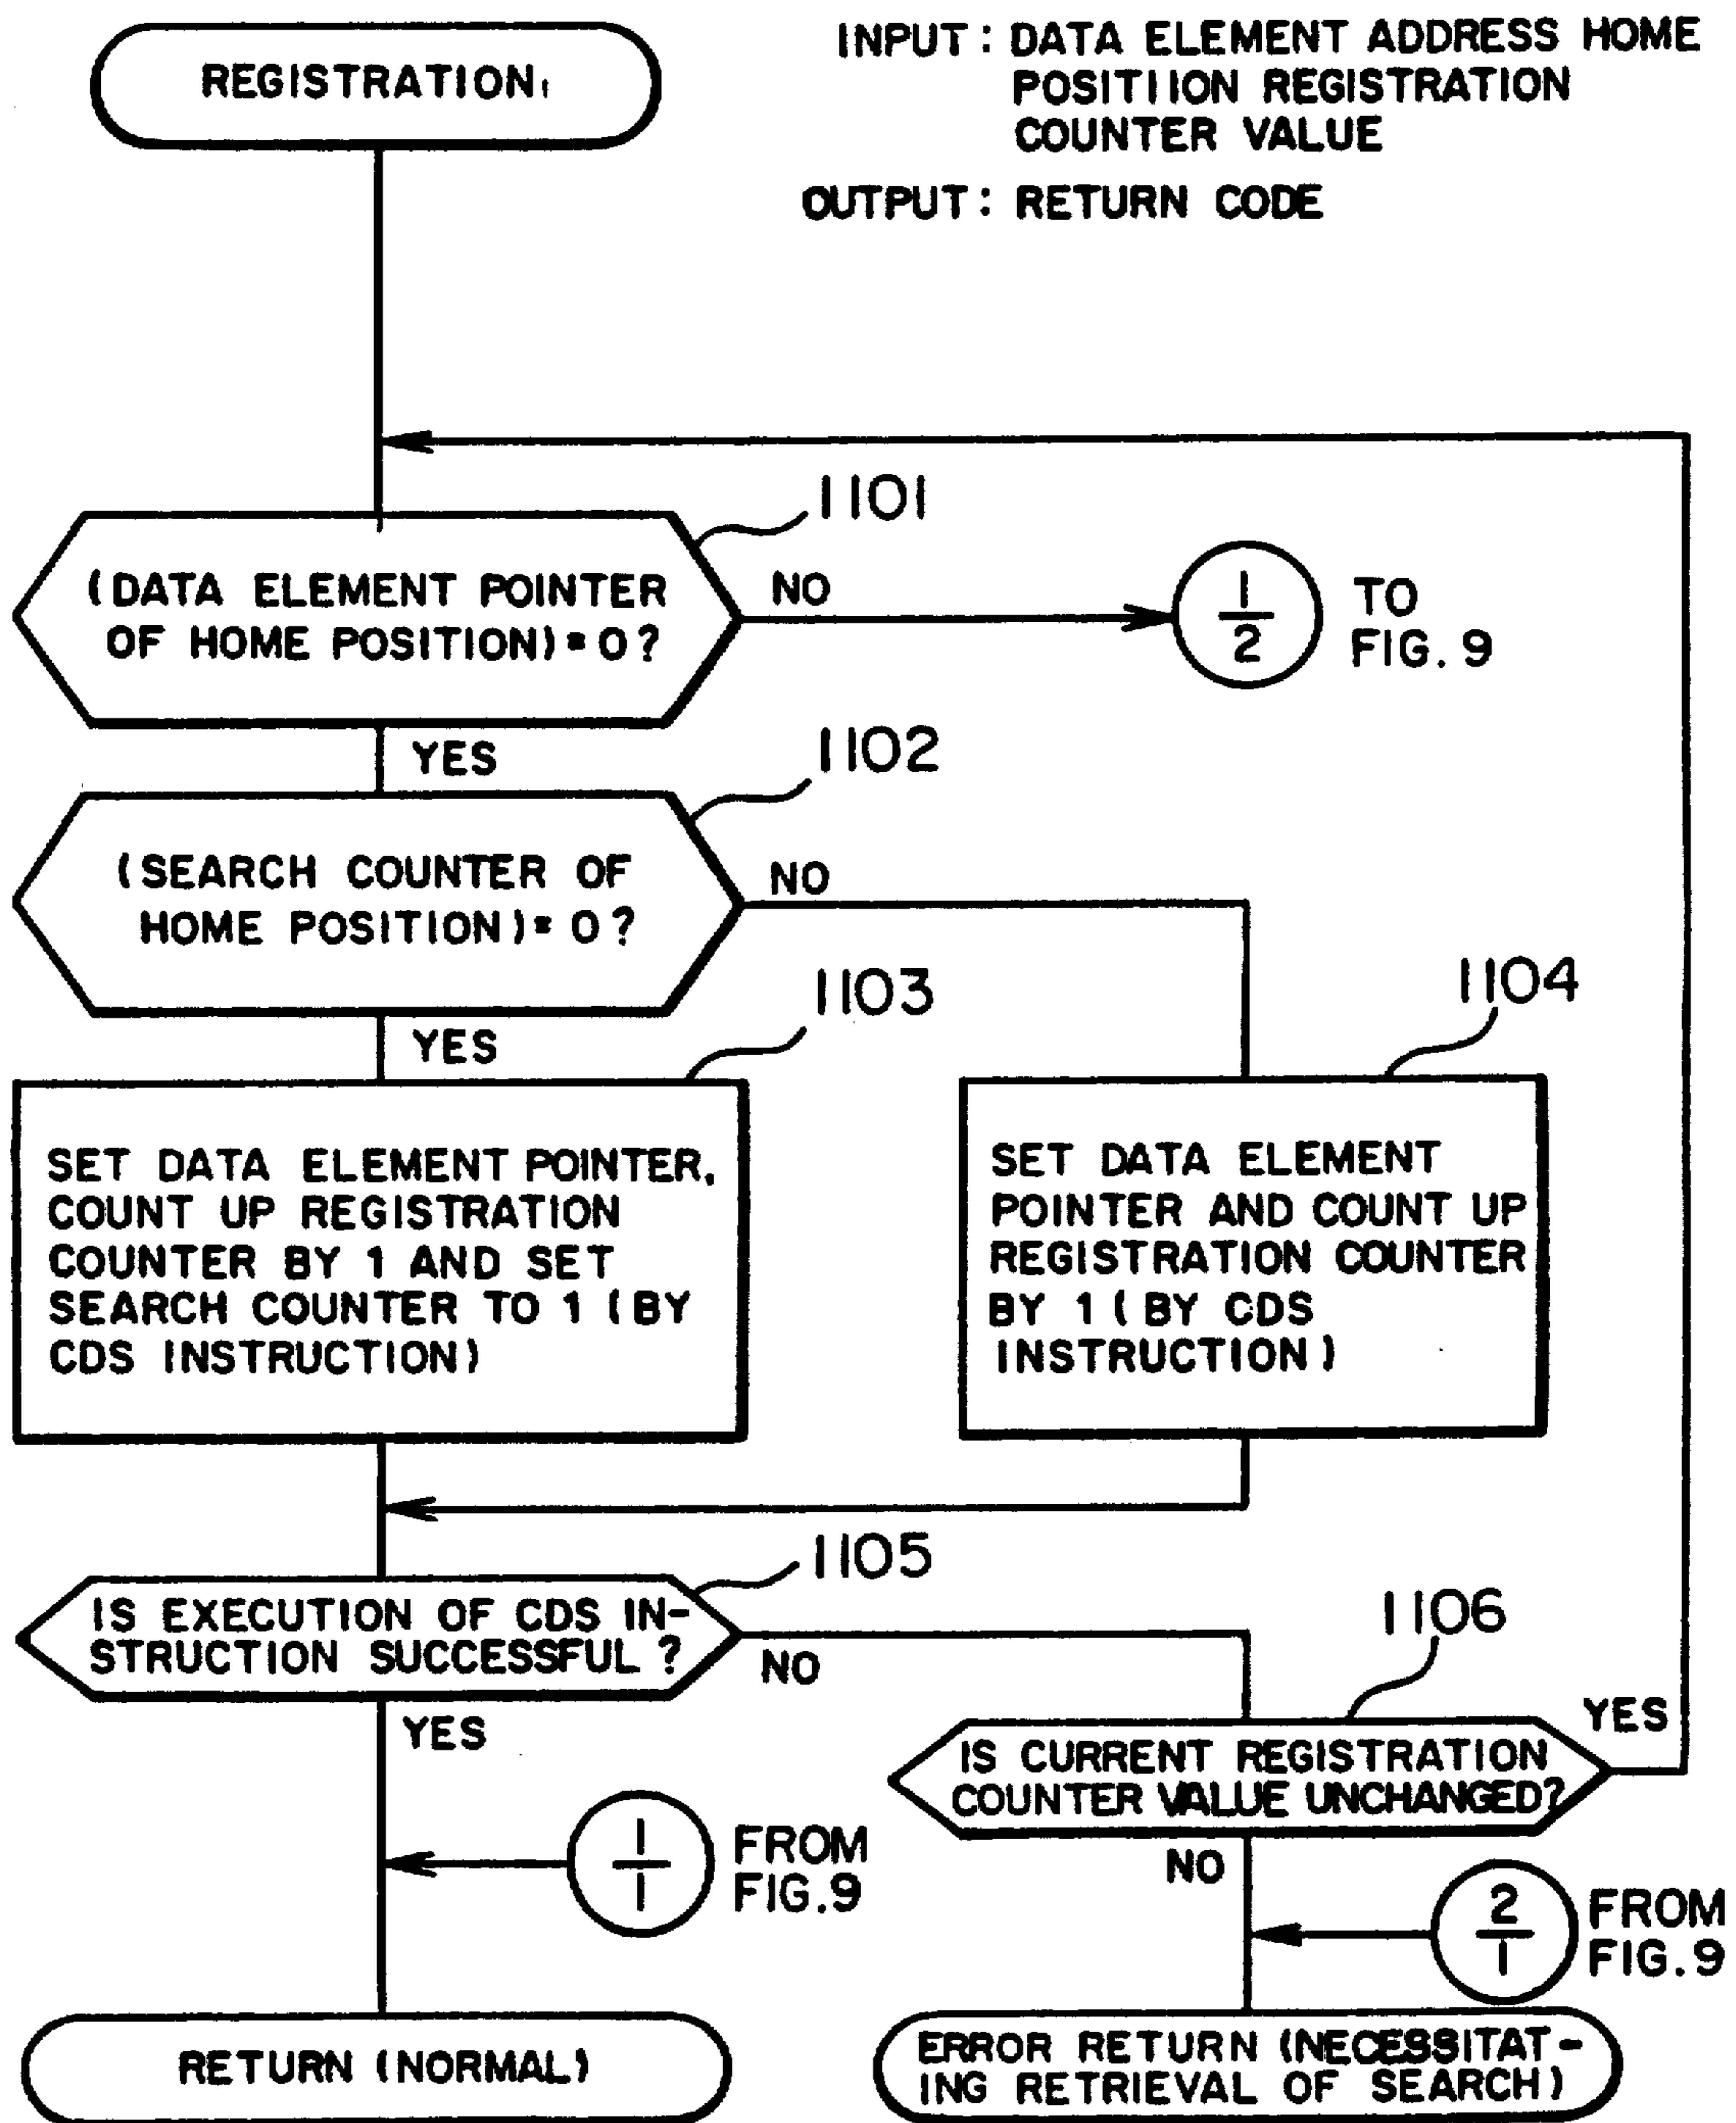 REGISTRATION
INPUT: DATA ELEMENT ADDRESS HOME
POSITIION REGISTRATION
COUNTER VALUE
OUTPUT: RETURN CODE
1101
(DATA ELEMENT POINTER
OF HOME POSITION)=0?
NO
1
2
TO
FIG. 9
YES
1102
(SEARCH COUNTER OF
HOME POSITION)=0?
NO
YES
1103
SET DATA ELEMENT POINTER,
COUNT UP REGISTRATION
COUNTER BY 1 AND SET
SEARCH COUNTER TO 1 (BY
CDS INSTRUCTION)
1104
SET DATA ELEMENT
POINTER AND COUNT UP
REGISTRATION COUNTER
BY 1 (BY CDS
INSTRUCTION)
1105
IS EXECUTION OF CDS IN-
STRUCTION SUCCESSFUL?
NO
YES
1106
IS CURRENT REGISTRATION
COUNTER VALUE UNCHANGED?
YES
NO
1
1
FROM
FIG.9
2
1
FROM
FIG.9
RETURN (NORMAL)
ERROR RETURN (NECESSITAT-
ING RETRIEVAL OF SEARCH)